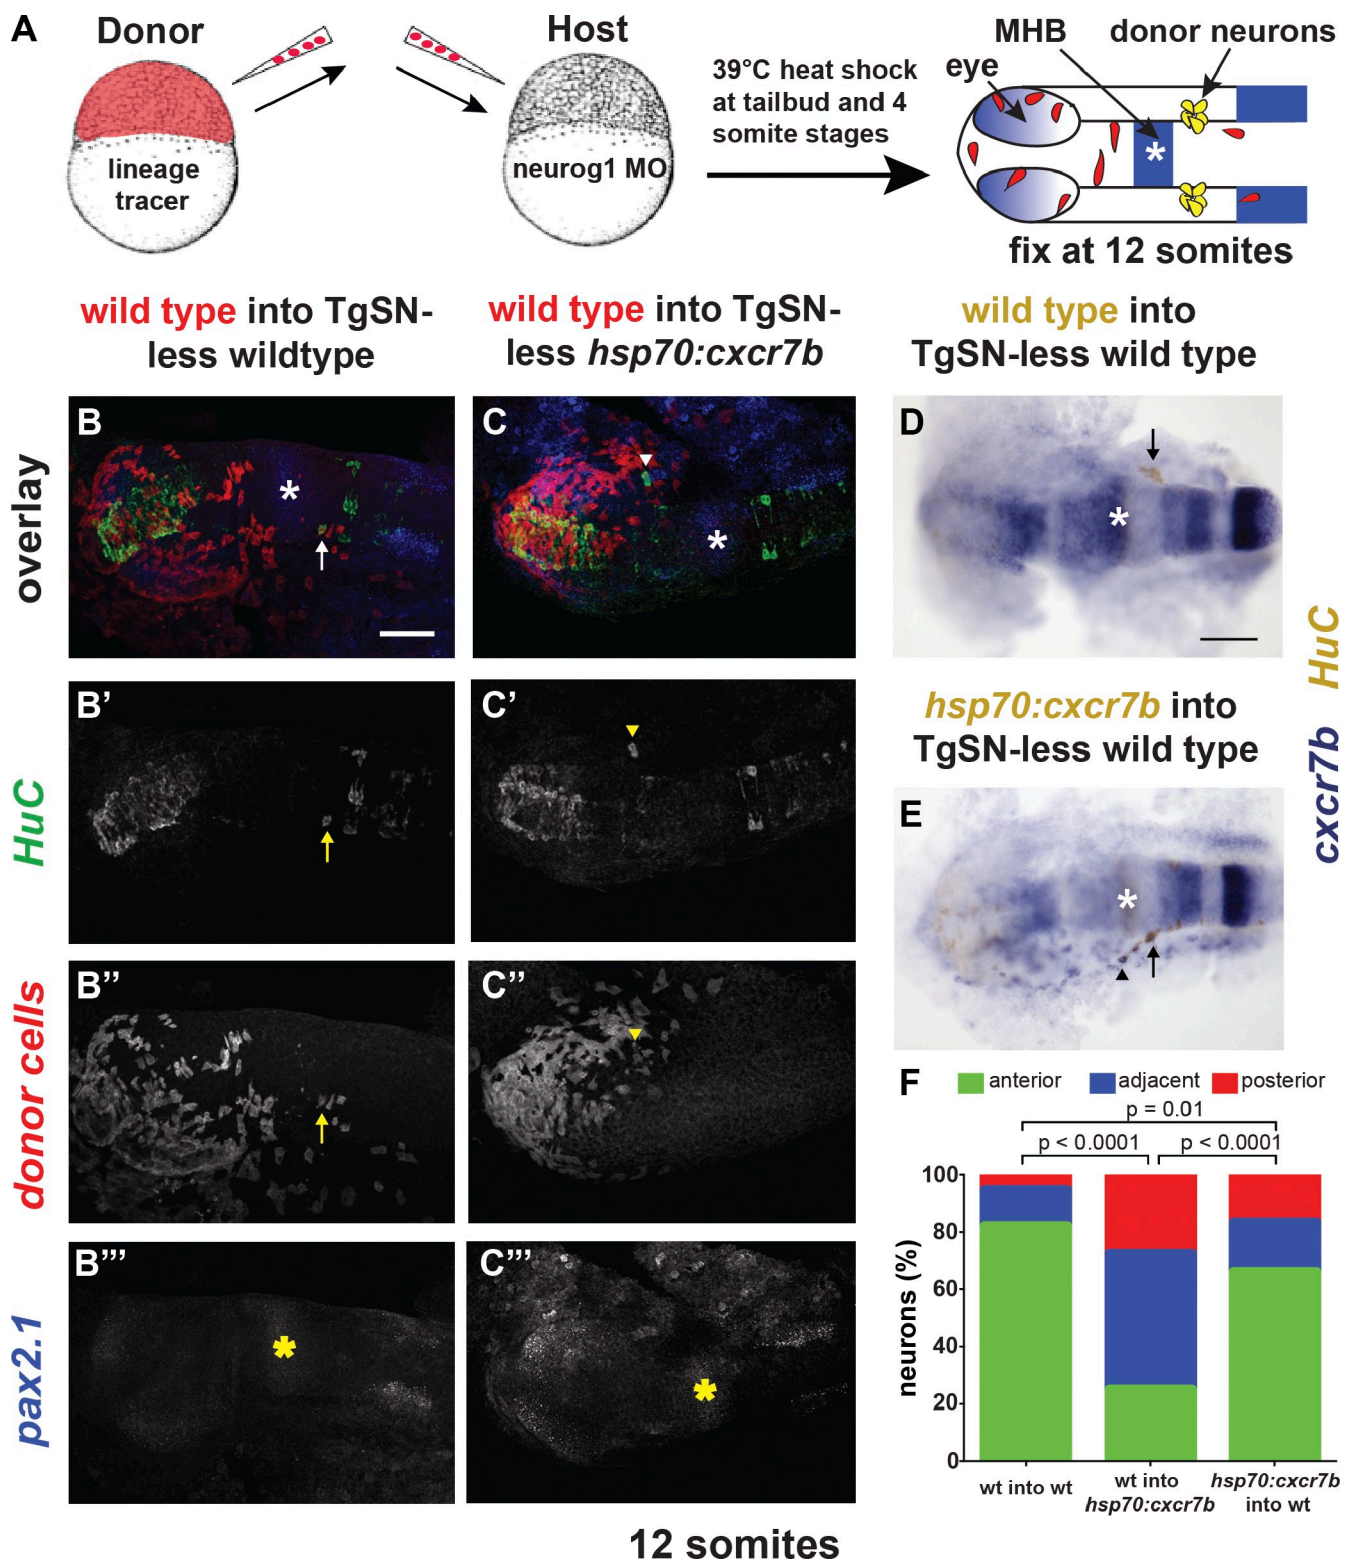 A
Donor
lineage
tracer
Host
neurog1 MO
39°C heat shock
at tailbud and 4
somite stages
MHB
donor neurons
eye
*
fix at 12 somites
wild type into TgSN-
less wildtype
wild type into TgSN-
less hsp70:cxcr7b
wild type into
TgSN-less wild type
overlay
B
*
C
*
D
*
HuC
B’
C’
hsp70:cxcr7b into
TgSN-less wild type
E
*
cxcr7b HuC
donor cells
B’’
C’’
pax2.1
B’’’
*
C’’’
*
12 somites
F
anterior
adjacent
posterior
p = 0.01
p < 0.0001
p < 0.0001
neurons (%)
100
80
60
40
20
0
wt into wt
wt into
hsp70:cxcr7b
hsp70:cxcr7b
into wt